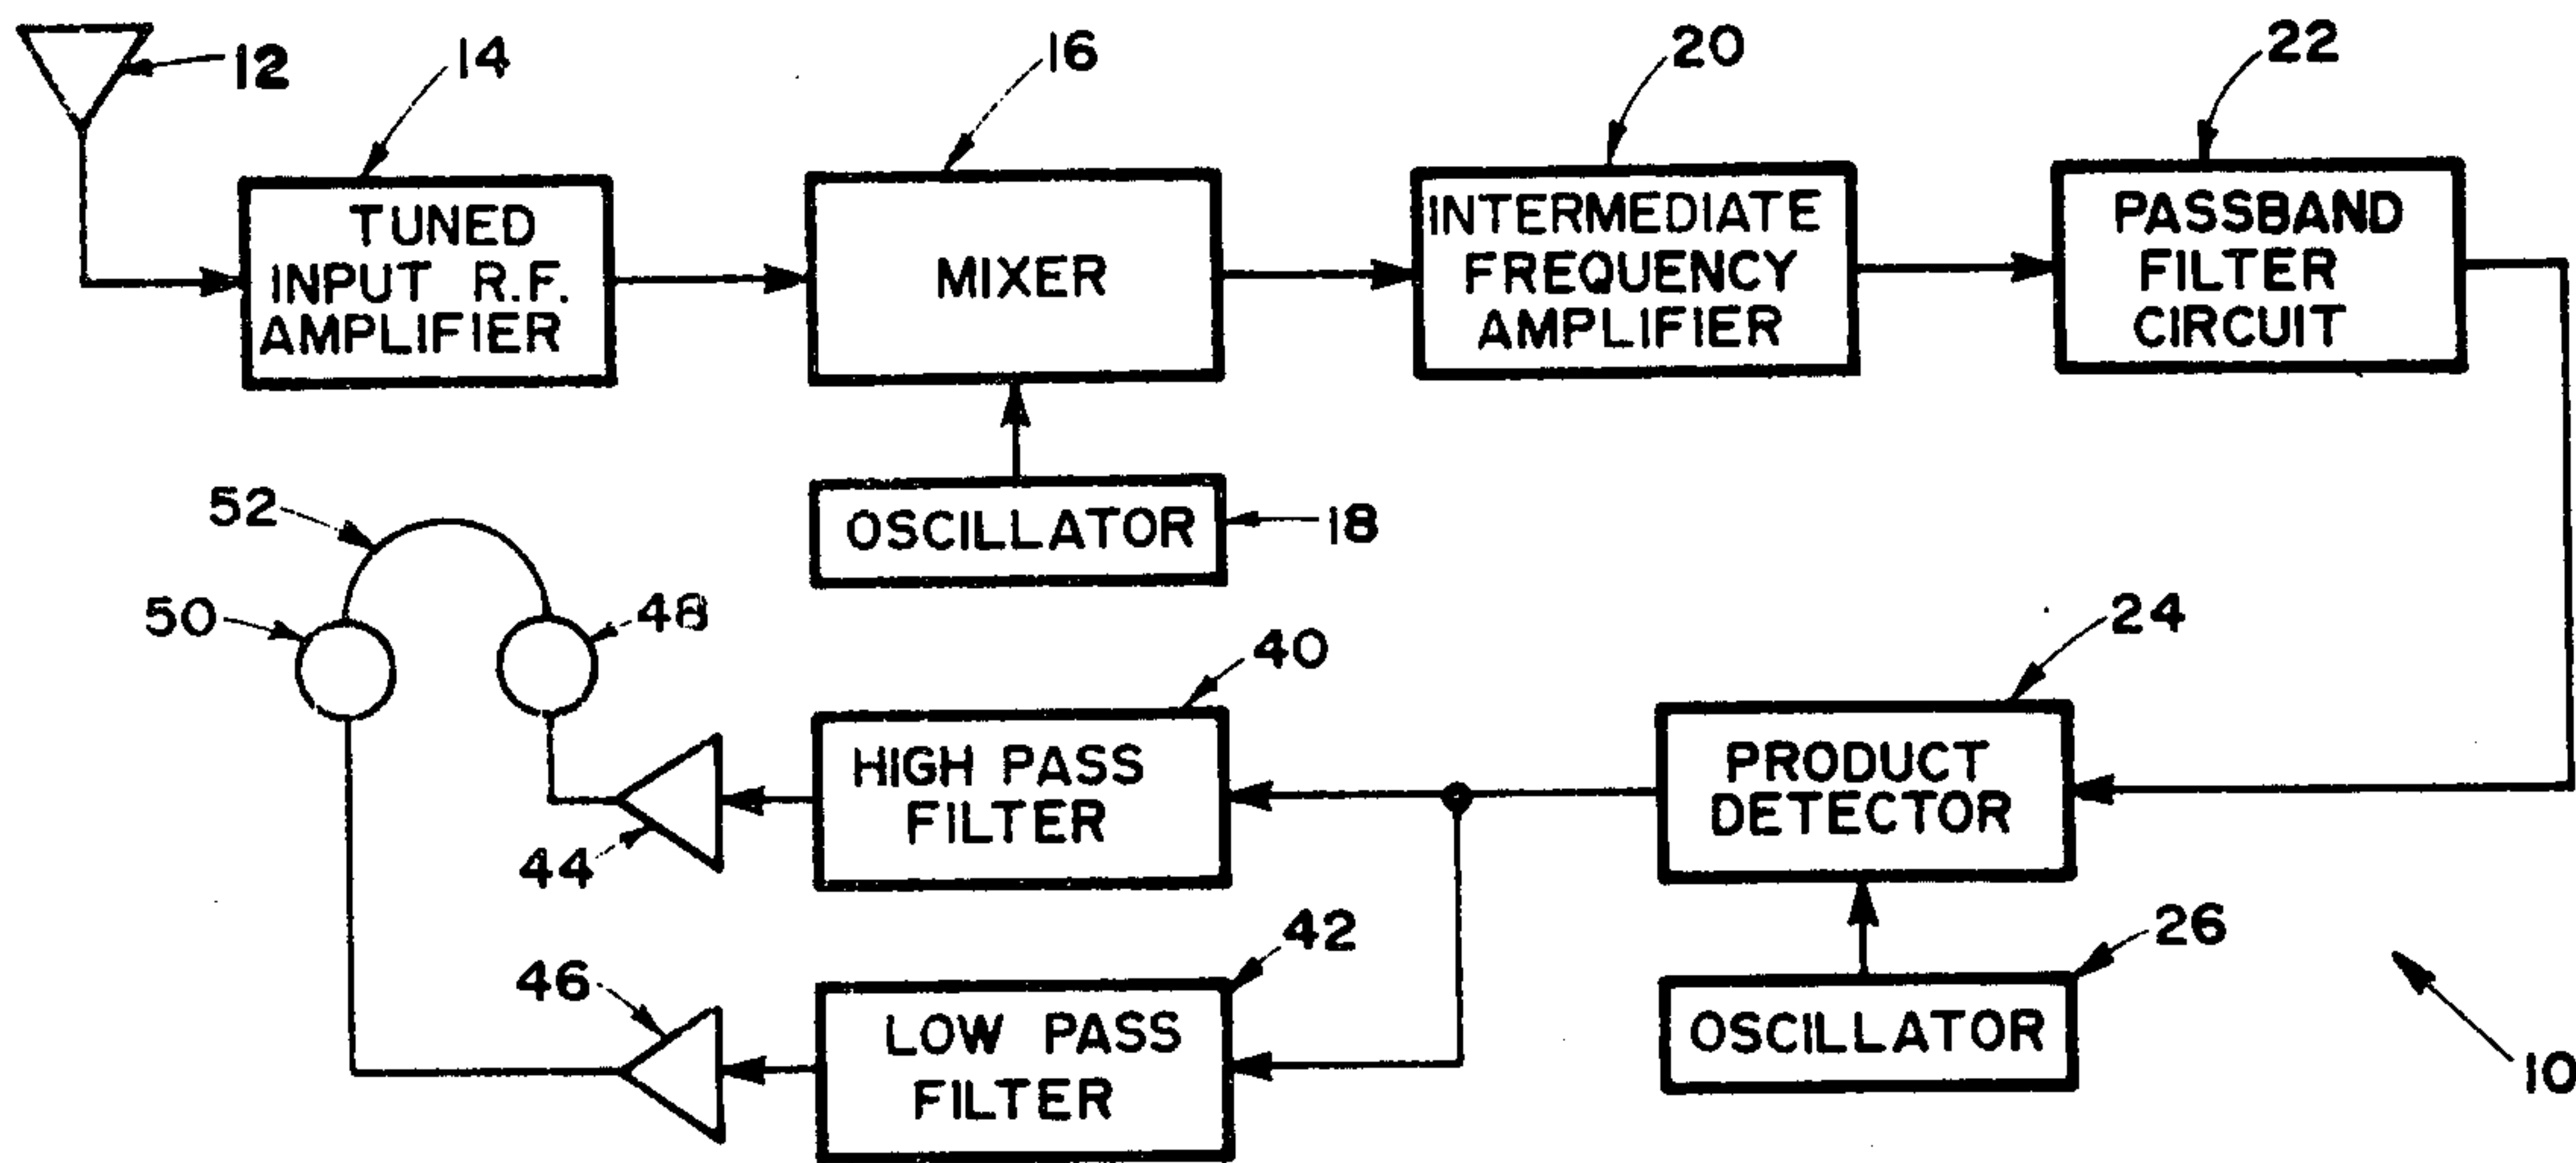 12
14
16
20
22
TUNED
INPUT R.F.
AMPLIFIER
MIXER
INTERMEDIATE
FREQUENCY
AMPLIFIER
PASSBAND
FILTER
CIRCUIT
OSCILLATOR
18
52
50
48
40
24
HIGH PASS
FILTER
PRODUCT
DETECTOR
44
42
26
46
LOW PASS
FILTER
OSCILLATOR
10